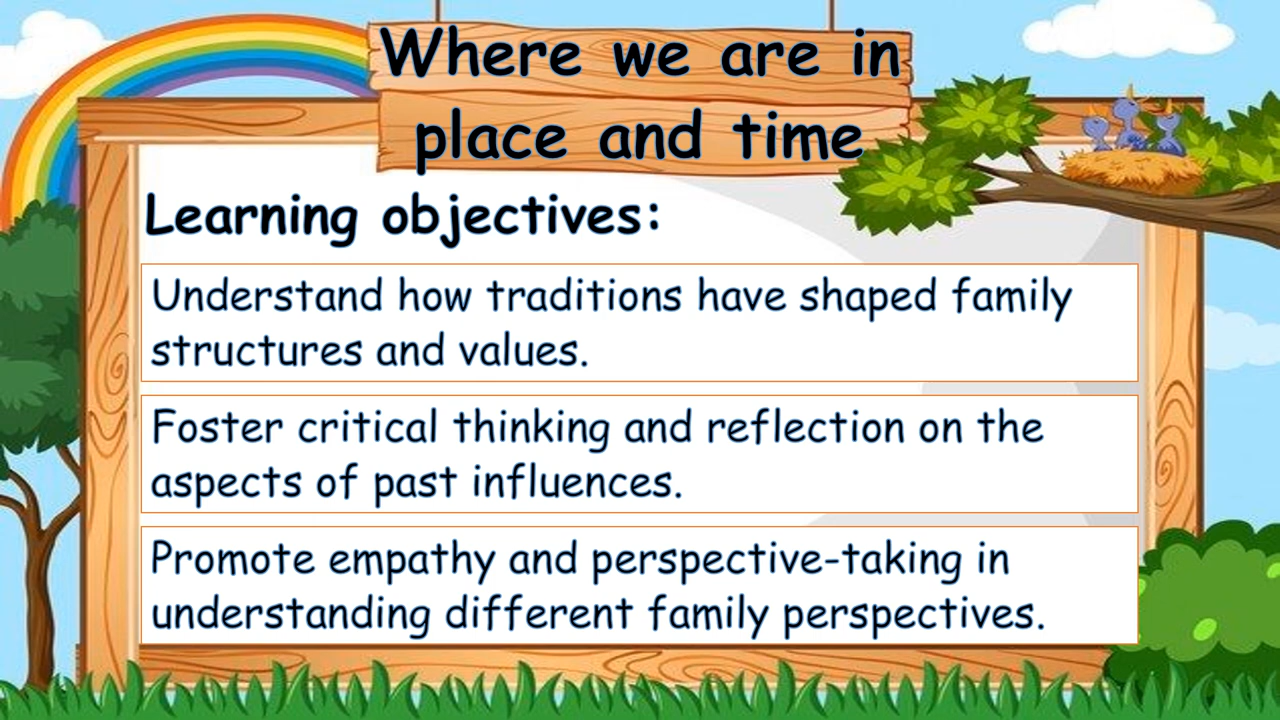 Where we are in
place and time
Learning objectives:
Understand how traditions have shaped family
structures and values.
Foster critical thinking and reflection on the
aspects of past influences.
Promote empathy and perspective-taking in
understanding different family perspectives.